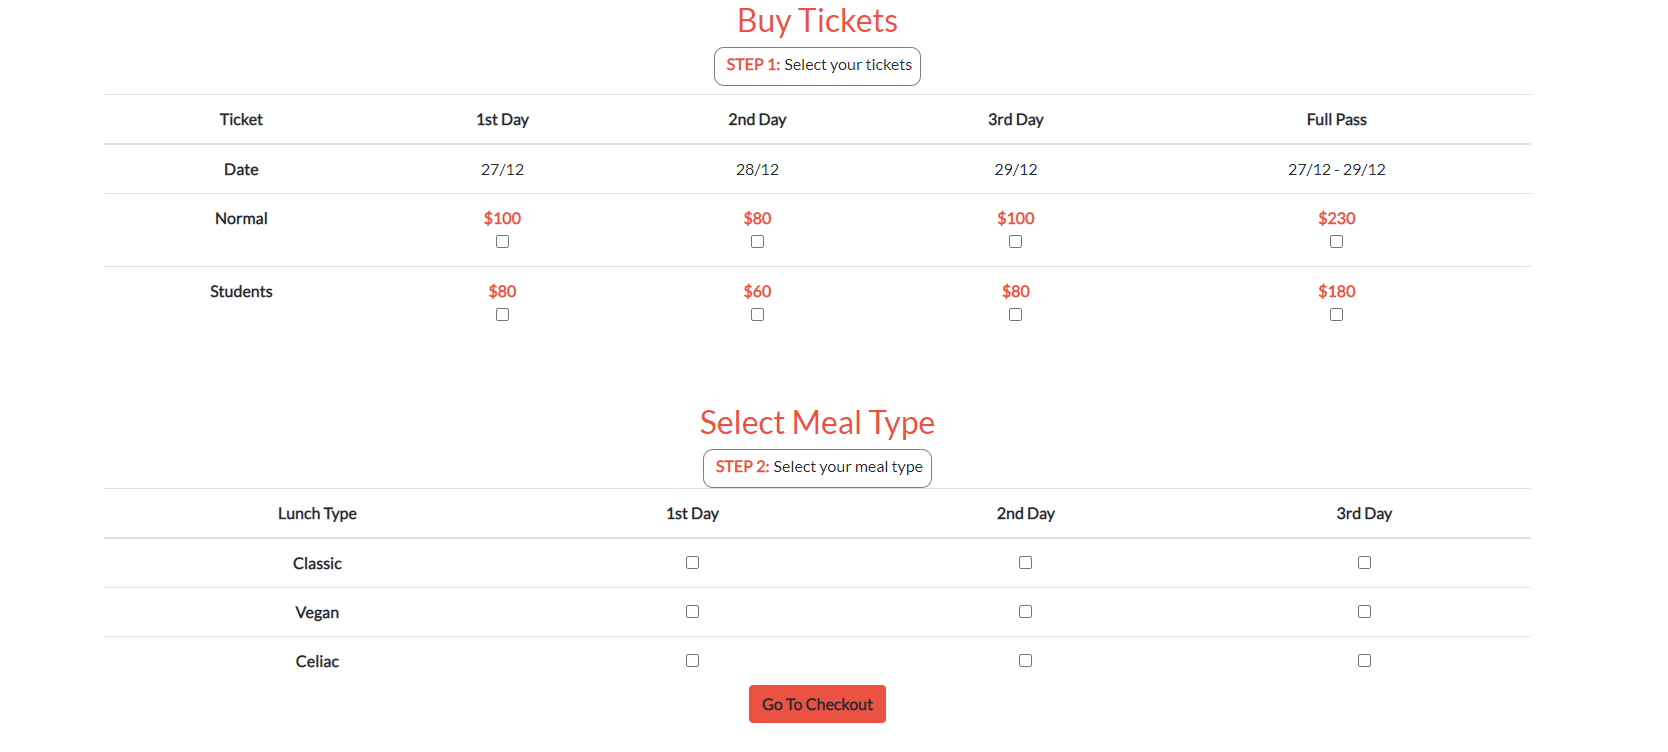 Buy Tickets
STEP 1: Select your tickets
Ticket 1st Day 2nd Day 3rd Day Full Pass
Date 27/12 28/12 29/12 27/12 - 29/12
Normal $100 $80 $100 $230
Students $80 $60 $80 $180
Select Meal Type
STEP 2: Select your meal type
Lunch Type 1st Day 2nd Day 3rd Day
Classic
Vegan
Celiac
Go To Checkout